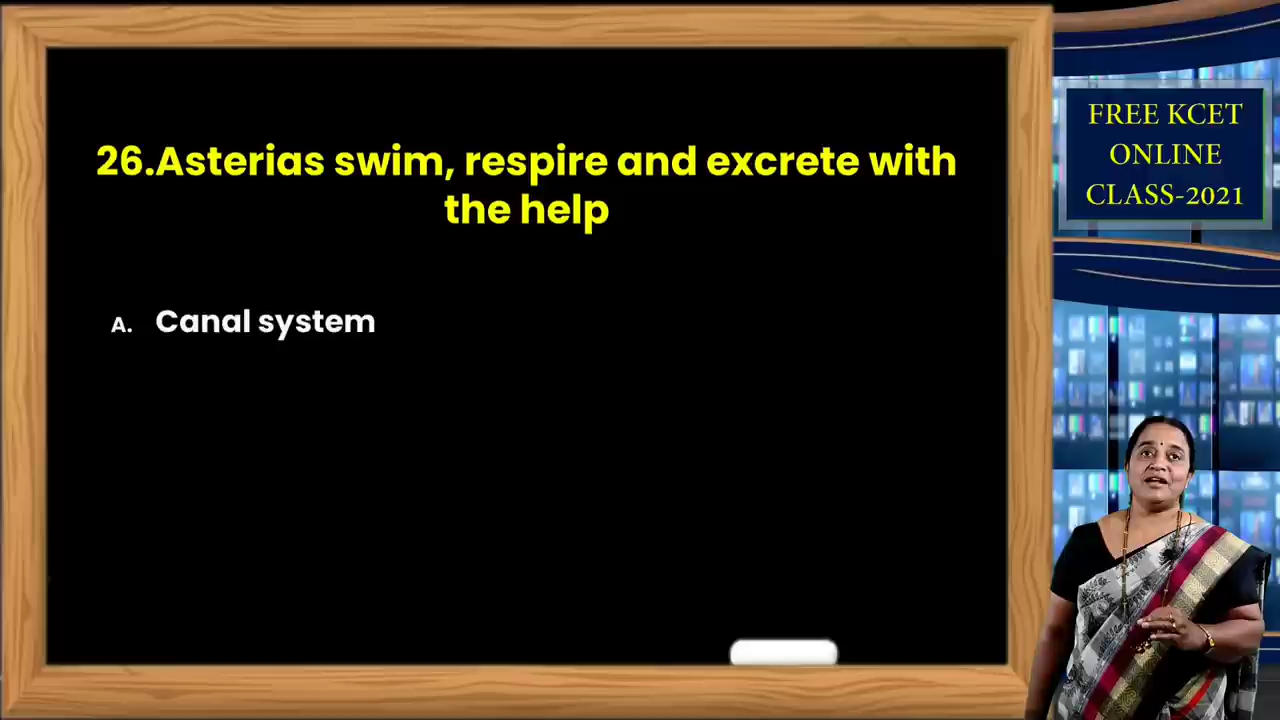 26.Asterias swim, respire and excrete with
the help
A. Canal system
FREE KCET
ONLINE
CLASS-2021